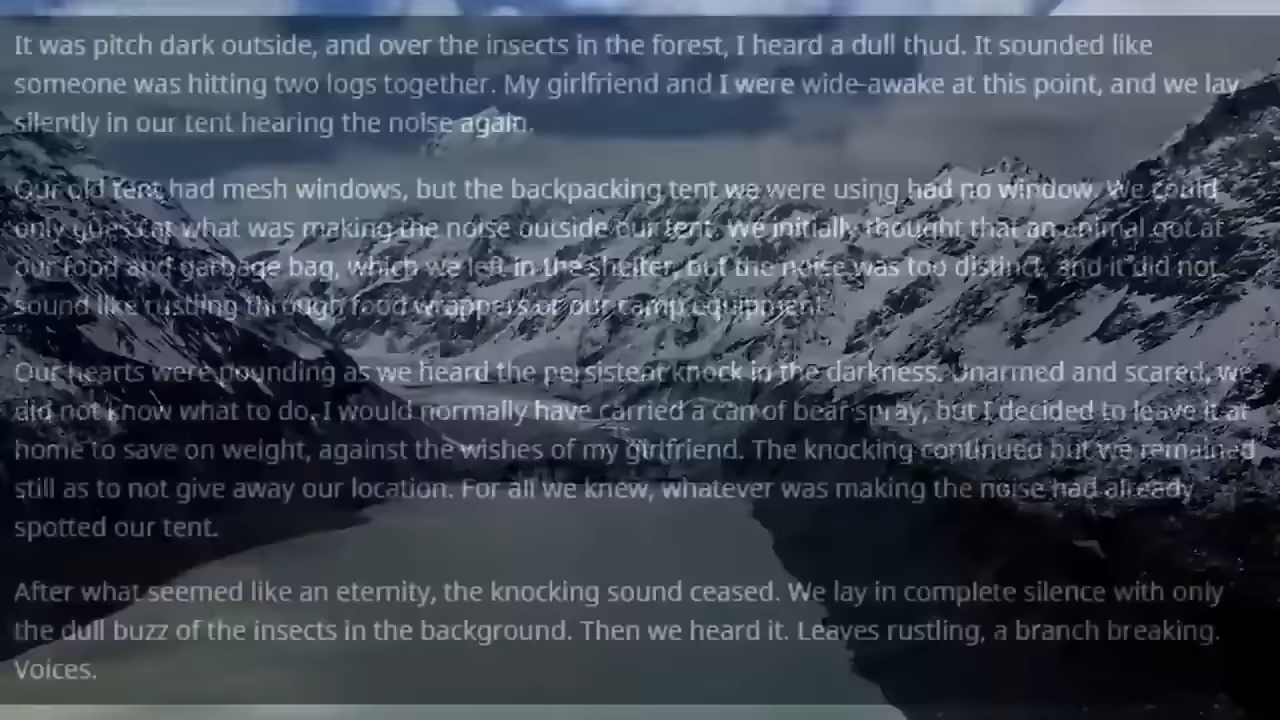 It was pitch dark outside, and over the insects in the forest, I heard a dull thud. It sounded like
someone was hitting two logs together. My girlfriend and I were wide-awake at this point, and we lay
silently in our tent hearing the noise again.
Our old tent had mesh windows, but the backpacking tent we were using had no window. We could
only guess at what was making the noise outside our tent. We initially thought that an animal got at
our food and garbage bag, which we left in the shelter, but the noise was too distinct, and it did not
sound like rustling through food wrappers or our camp equipment.
Our hearts were pounding as we heard the persistent knock in the darkness. Unarmed and scared, we
did not know what to do. I would normally have carried a can of bear spray, but I decided to leave it at
home to save on weight, against the wishes of my girlfriend. The knocking continued but we remained
still as to not give away our location. For all we knew, whatever was making the noise had already
spotted our tent.
After what seemed like an eternity, the knocking sound ceased. We lay in complete silence with only
the dull buzz of the insects in the background. Then we heard it. Leaves rustling, a branch breaking.
Voices.